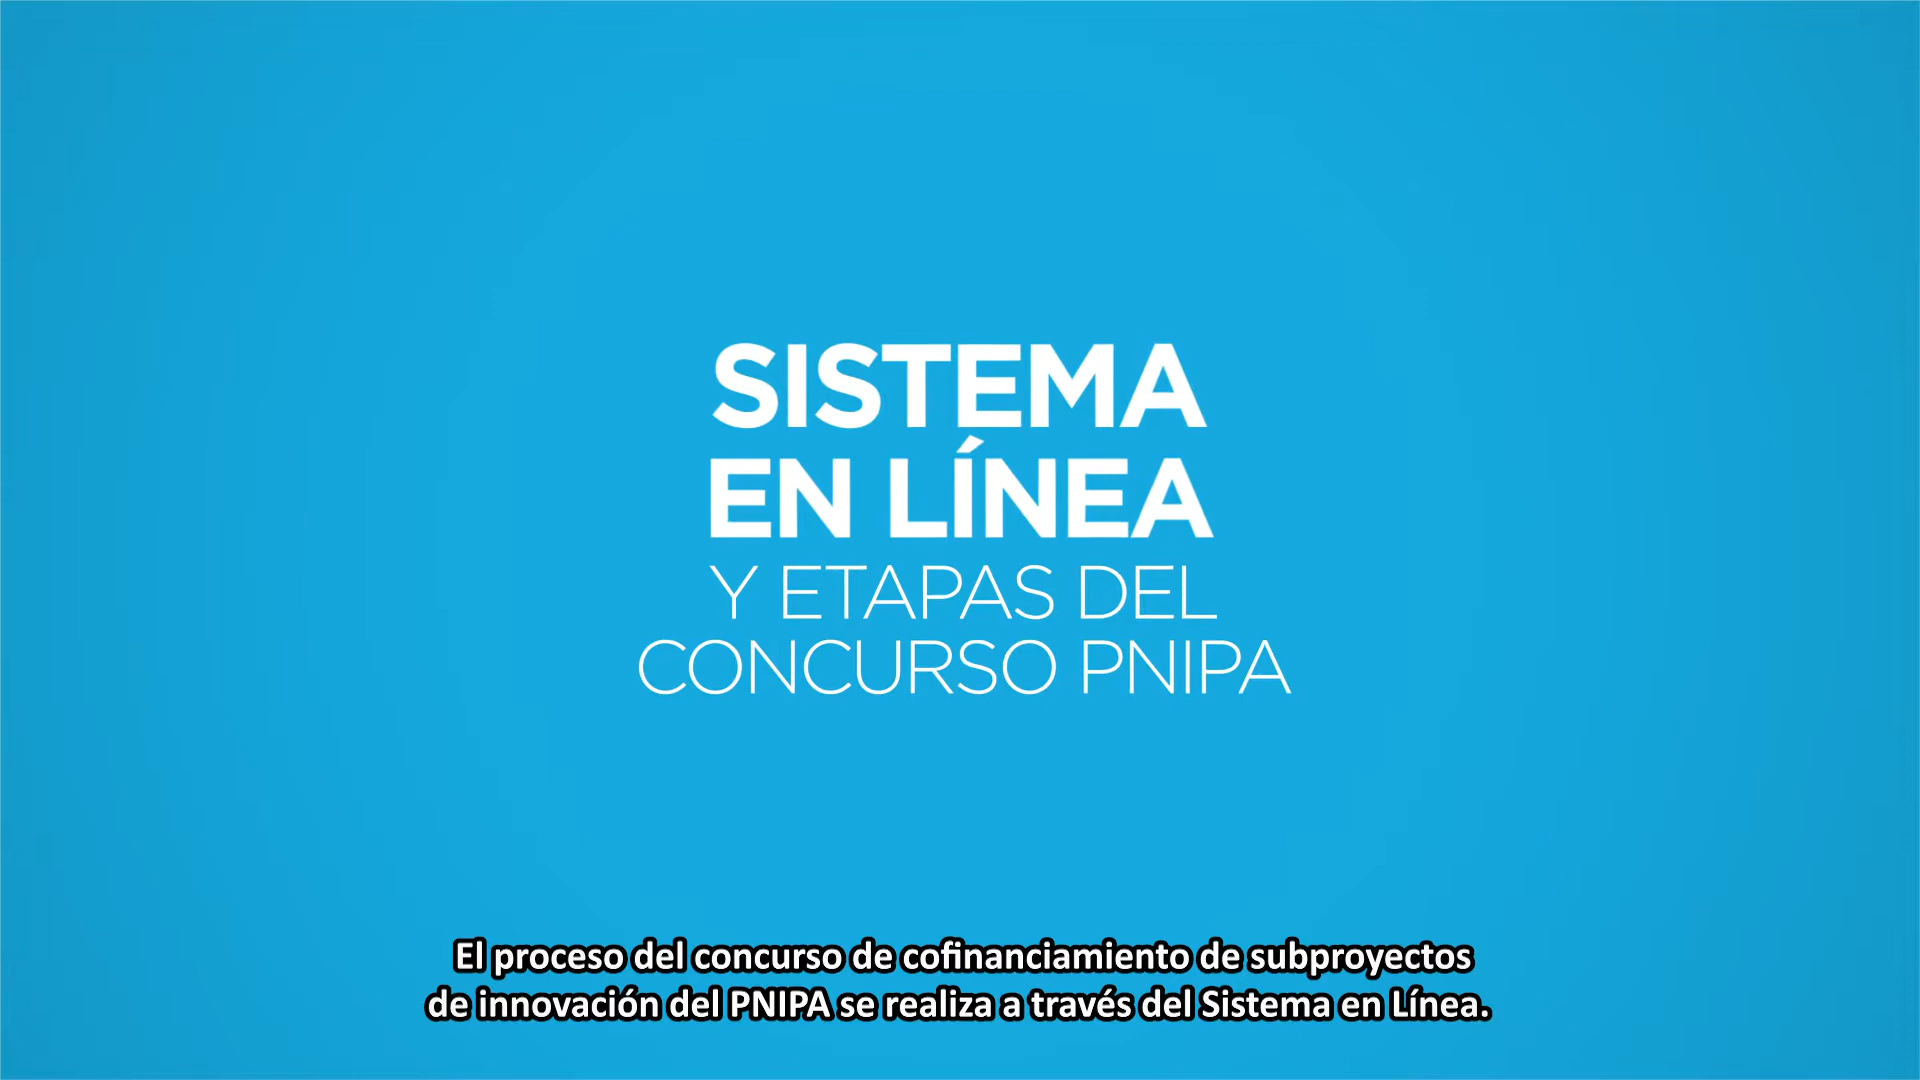 SISTEMA
EN LÍNEA
Y ETAPAS DEL
CONCURSO PNIPA
El proceso del concurso de cofinanciamiento de subproyectos
de innovación del PNIPA se realiza a través del Sistema en Línea.